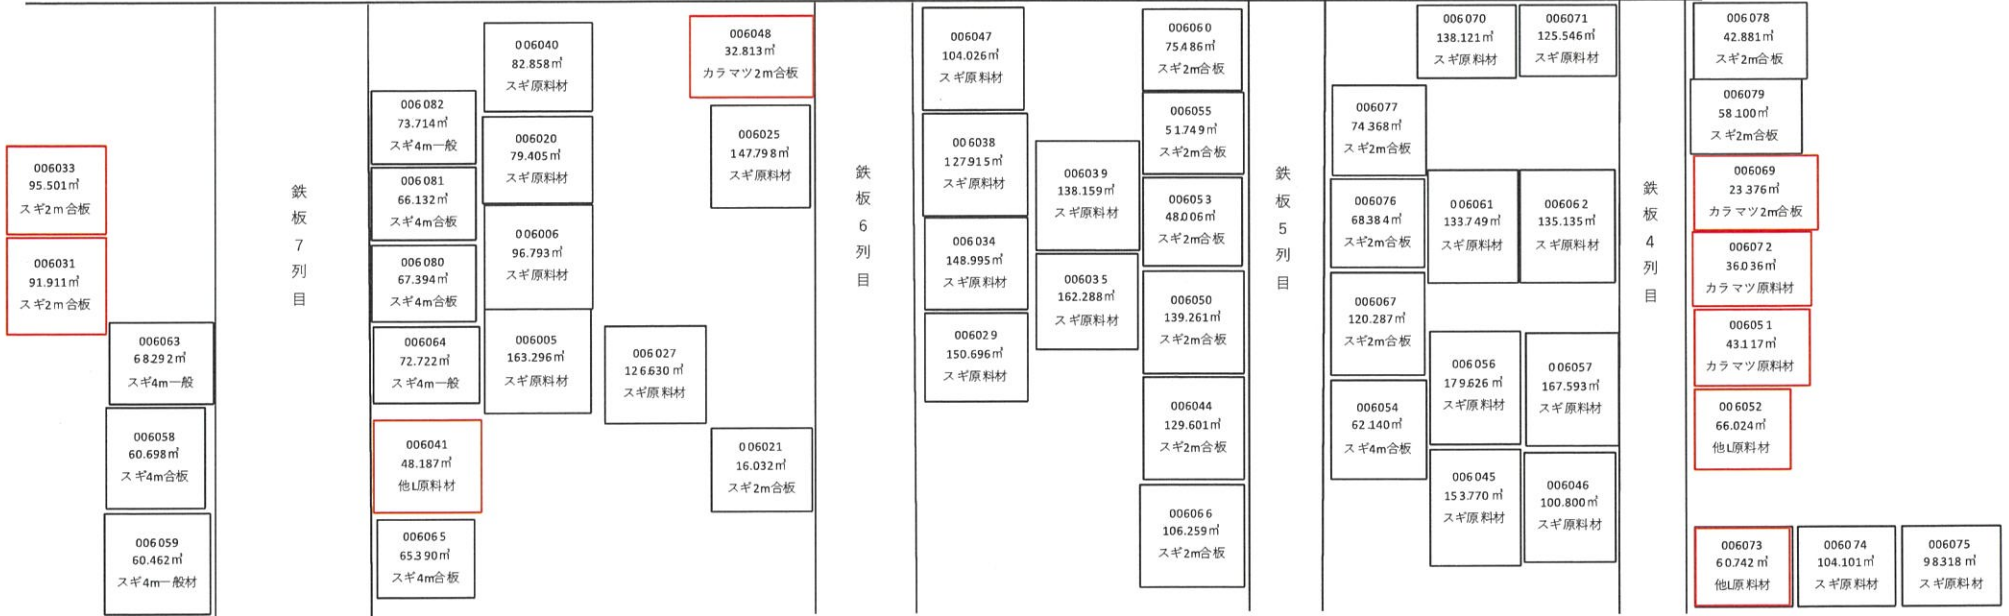 006033
95.501㎥
スギ2m合板
006031
91.911㎥
スギ2m合板
006063
68.292㎥
スギ4m一般
006058
60.698㎥
スギ4m合板
006059
60.462㎥
スギ4m一般材
鉄板7列目
006082
73.714㎥
スギ4m一般
006081
66.132㎥
スギ4m合板
006080
67.394㎥
スギ4m合板
006064
72.722㎥
スギ4m一般
006041
48.187㎥
他L原料材
006065
65.390㎥
スギ4m合板
006040
82.858㎥
スギ原料材
006020
79.405㎥
スギ原料材
006006
96.793㎥
スギ原料材
006005
163.296㎥
スギ原料材
006027
126.630㎥
スギ原料材
006048
32.813㎥
カラマツ2m合板
006025
147.798㎥
スギ原料材
006021
16.032㎥
スギ2m合板
鉄板6列目
006047
104.026㎥
スギ原料材
006038
127.915㎥
スギ原料材
006034
148.995㎥
スギ原料材
006029
150.696㎥
スギ原料材
006039
138.159㎥
スギ原料材
006035
162.288㎥
スギ原料材
006060
75.486㎥
スギ2m合板
006055
51.749㎥
スギ2m合板
006053
48.006㎥
スギ2m合板
006050
139.261㎥
スギ2m合板
006044
129.601㎥
スギ2m合板
006066
106.259㎥
スギ2m合板
鉄板5列目
006077
74.368㎥
スギ2m合板
006076
68.384㎥
スギ2m合板
006067
120.287㎥
スギ2m合板
006054
62.140㎥
スギ4m合板
006070
138.121㎥
スギ原料材
006071
125.546㎥
スギ原料材
006061
133.749㎥
スギ原料材
006062
135.135㎥
スギ原料材
006056
179.626㎥
スギ原料材
006057
167.593㎥
スギ原料材
006045
153.770㎥
スギ原料材
006046
100.800㎥
スギ原料材
鉄板4列目
006078
42.881㎥
スギ2m合板
006079
58.100㎥
スギ2m合板
006069
23.376㎥
カラマツ2m合板
006072
36.036㎥
カラマツ原料材
006051
43.117㎥
カラマツ原料材
006052
66.024㎥
他L原料材
006073
60.742㎥
他L原料材
006074
104.101㎥
スギ原料材
006075
98.318㎥
スギ原料材